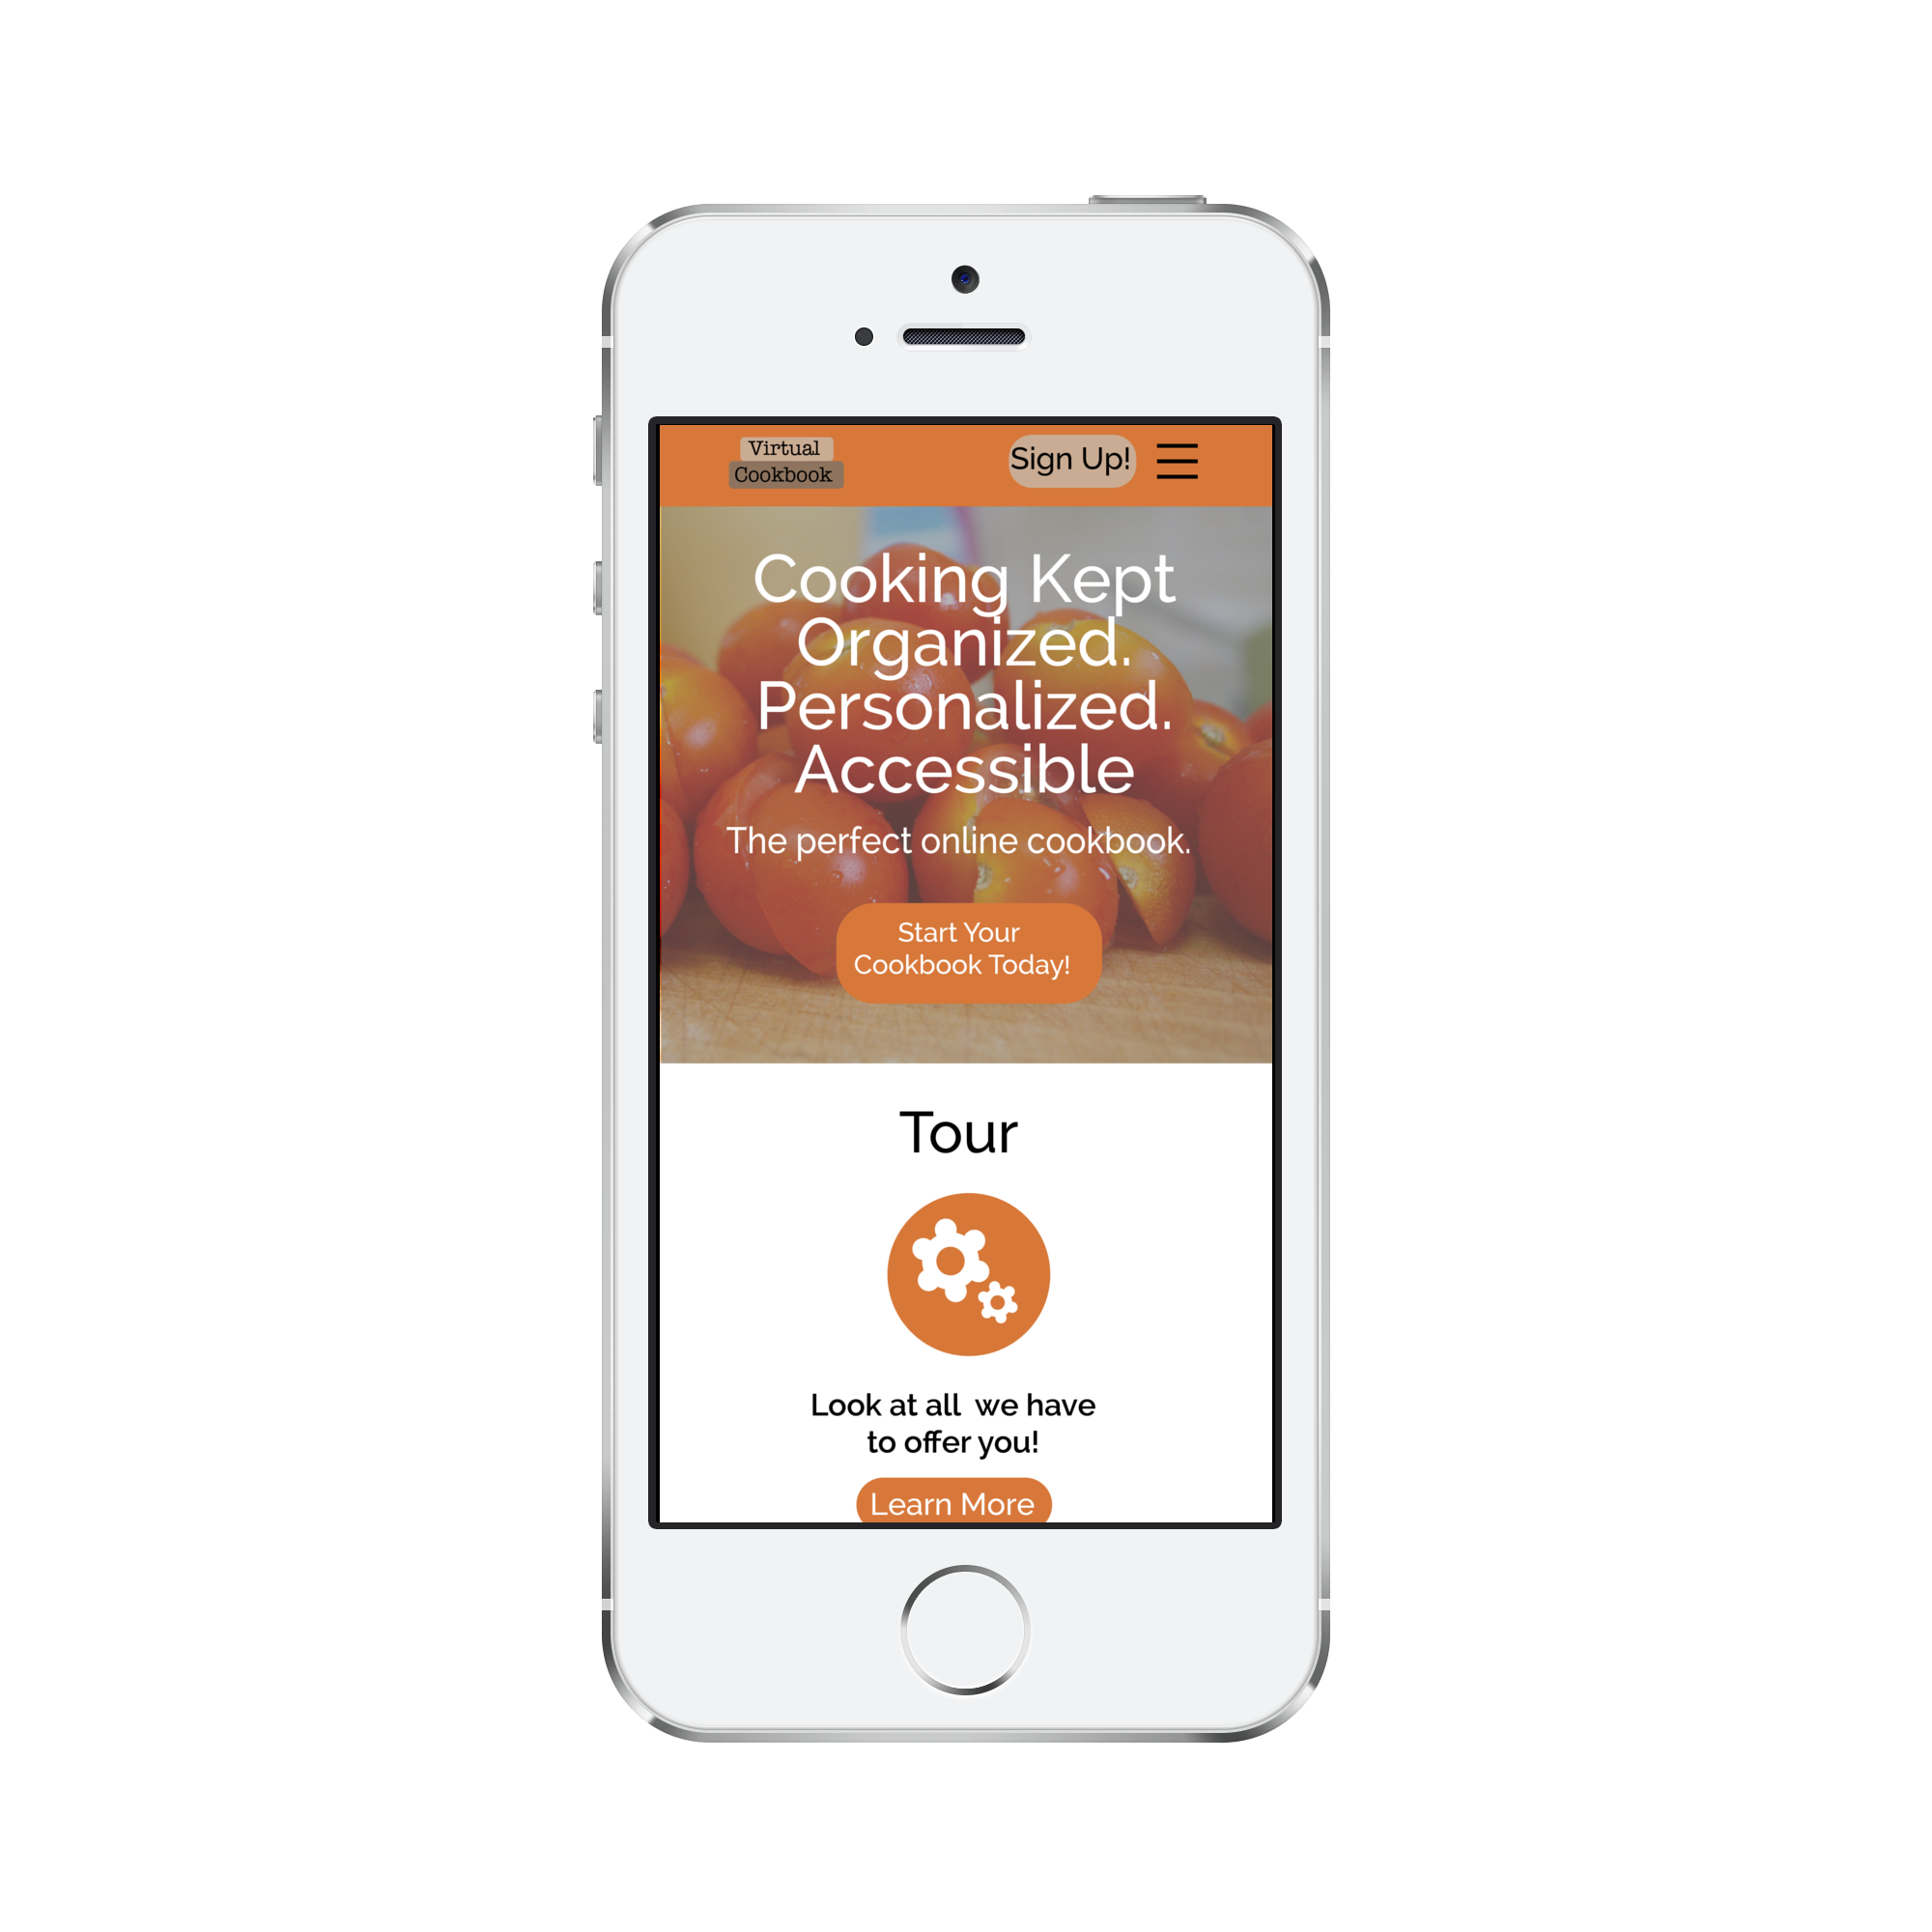 Virtual
Cookbook
Sign Up!
Cooking Kept
Organized.
Personalized.
Accessible
The perfect online cookbook.
Start Your
Cookbook Today!
Tour
Look at all  we have
to offer you!
Learn More